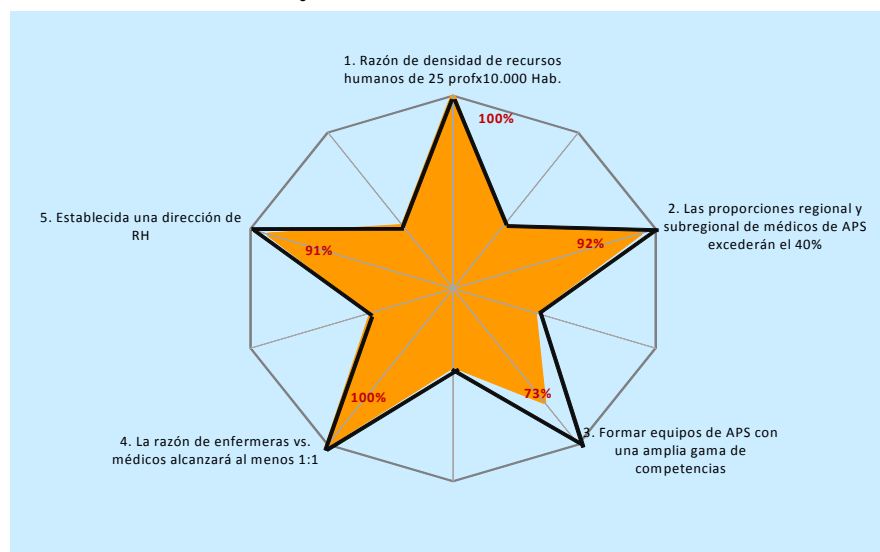 1. Razón de densidad de recursos
humanos de 25 profx10.000 Hab.
100%
2. Las proporciones regional y
subregional de médicos de APS
excederán el 40%
92%
5. Establecida una dirección de
RH
91%
73%
100%
3. Formar equipos de APS con
una amplia gama de
competencias
4. La razón de enfermeras vs.
médicos alcanzará al menos 1:1